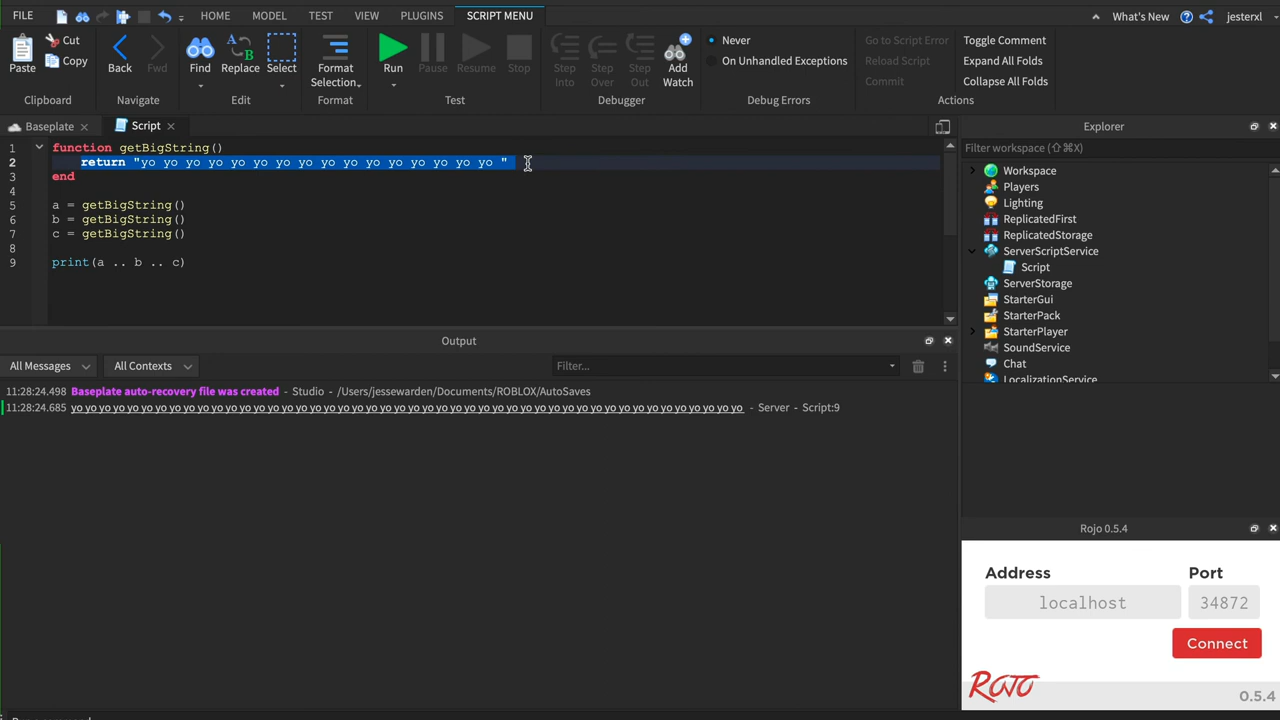 FILE HOME MODEL TEST VIEW PLUGINS SCRIPT MENU What's New jesterxl
Paste Cut Copy Back Fwd Find Replace Select Format Selection Run Pause Resume Stop Step Into Step Over Step Out Add Watch Never On Unhandled Exceptions Go to Script Error Reload Script Commit Toggle Comment Expand All Folds Collapse All Folds
Clipboard Navigate Edit Format Test Debugger Debug Errors Actions
Baseplate Script
1 function getBigString()
2 return "yo yo yo yo yo yo yo yo yo yo yo yo yo yo yo yo "
3 end
4
5 a = getBigString()
6 b = getBigString()
7 c = getBigString()
8
9 print(a .. b .. c)
Output
All Messages All Contexts Filter...
11:28:24.498 Baseplate auto-recovery file was created - Studio - /Users/jessewarden/Documents/ROBLOX/AutoSaves
11:28:24.685 yo yo yo yo yo yo yo yo yo yo yo yo yo yo yo yo yo yo yo yo yo yo yo yo yo yo yo yo yo yo yo yo yo yo yo yo yo yo yo yo yo yo yo yo yo yo yo yo - Server - Script:9
Explorer
Filter workspace (⇧⌘X)
Workspace
Players
Lighting
ReplicatedFirst
ReplicatedStorage
ServerScriptService
Script
ServerStorage
StarterGui
StarterPack
StarterPlayer
SoundService
Chat
LocalizationService
Rojo 0.5.4
Address Port
localhost 34872
Connect
ROJO 0.5.4